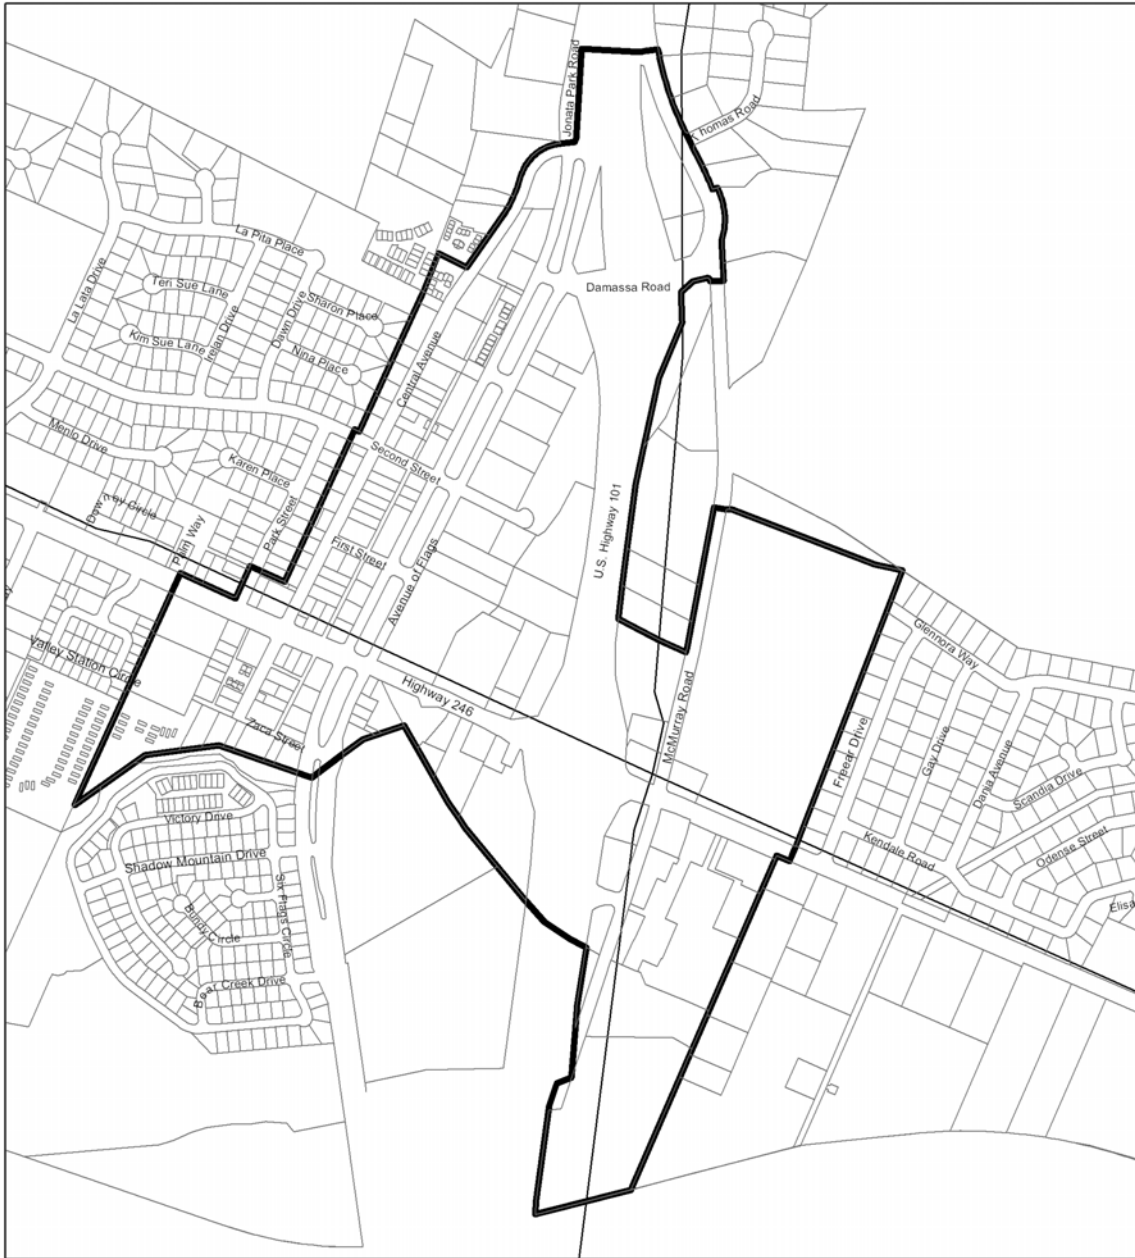 Jonata Park Road
Thomas Road
La Pita Place
La Lata Drive
Teri Sue Lane
Sharon Place
Dawn Drive
Irelan Drive
Kim Sue Lane
Nina Place
Damassa Road
Central Avenue
Menlo Drive
Second Street
Karen Place
Park Street
Palm Way
First Street
Avenue of Flags
U.S. Highway 101
Valley Station Circle
Highway 246
Zaca Street
McMurray Road
Glennora Way
Freear Drive
Gay Drive
Dania Avenue
Scandia Drive
Kendale Road
Odense Street
Elisa
Victory Drive
Shadow Mountain Drive
Six Flags Circle
Bundy Circle
Bear Creek Drive